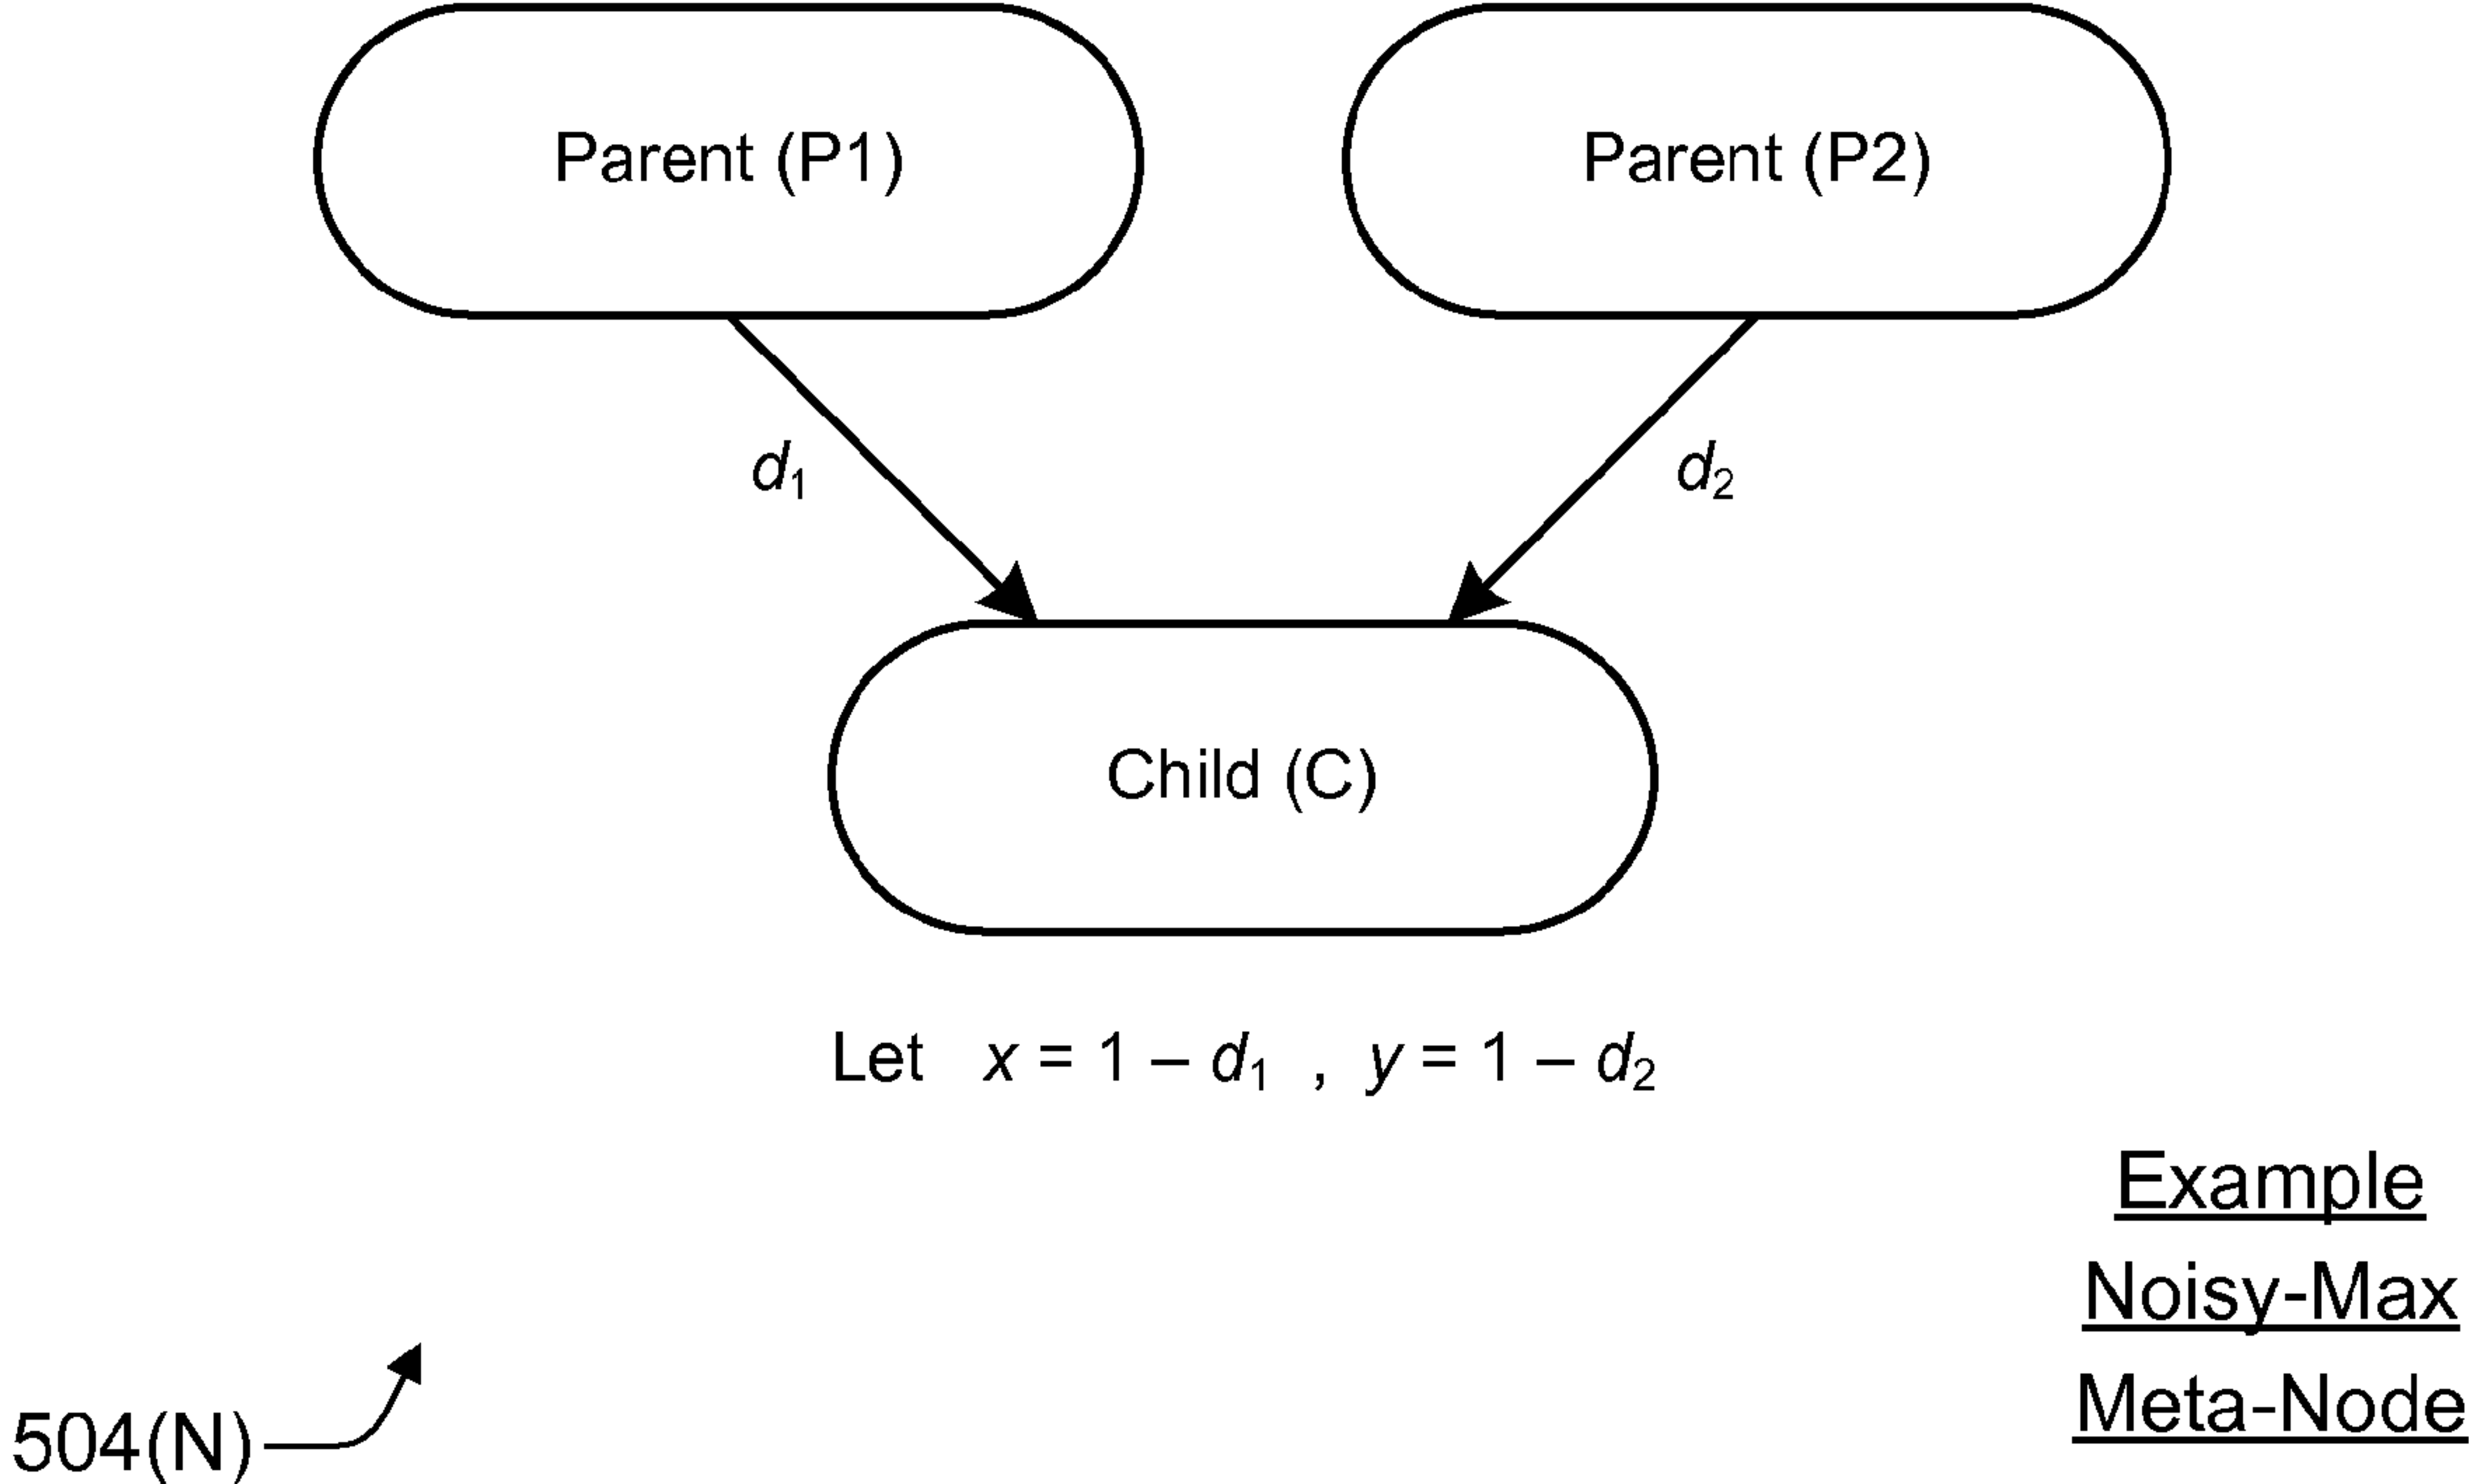 Parent (P1)
Parent (P2)
d₁
d₂
Child (C)
Let x = 1 – d₁ , y = 1 – d₂
Example
Noisy-Max
Meta-Node
504(N)